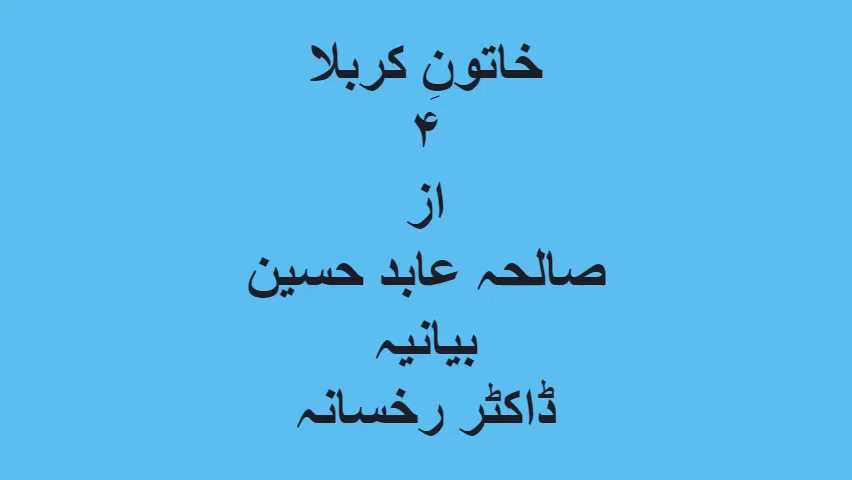 خاتونِ کربلا
۴
از
صالحہ عابد حسین
بیانیہ
ڈاکٹر رخسانہ